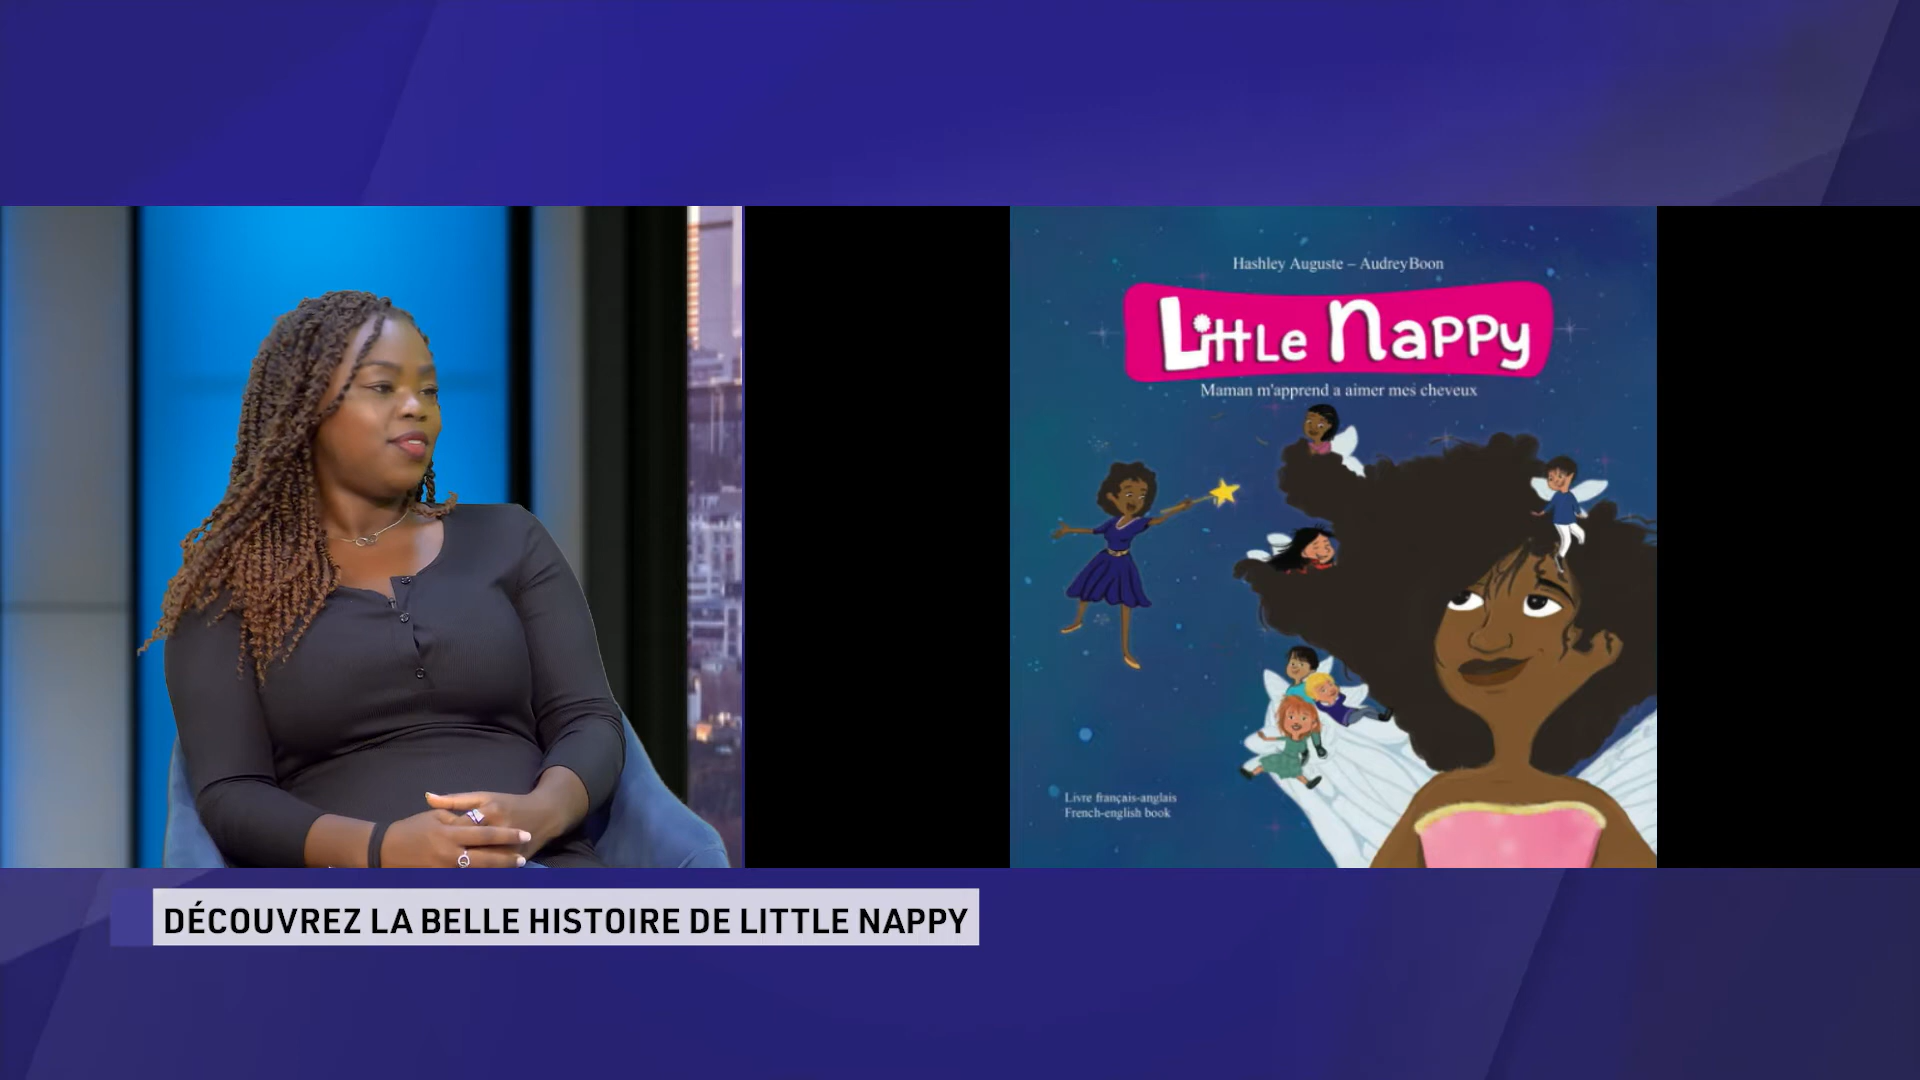 Hashley Auguste – AudreyBoon
Little Nappy
Maman m'apprend a aimer mes cheveux
Livre français-anglais
French-english book
DÉCOUVREZ LA BELLE HISTOIRE DE LITTLE NAPPY